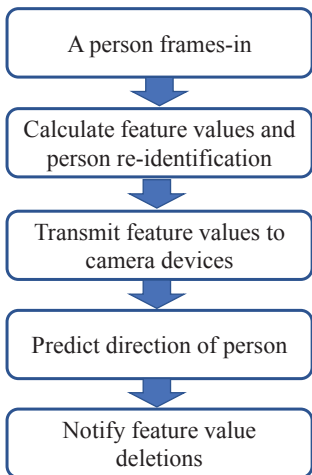 A person frames-in
Calculate feature values and
person re-identification
Transmit feature values to
camera devices
Predict direction of person
Notify feature value
deletions